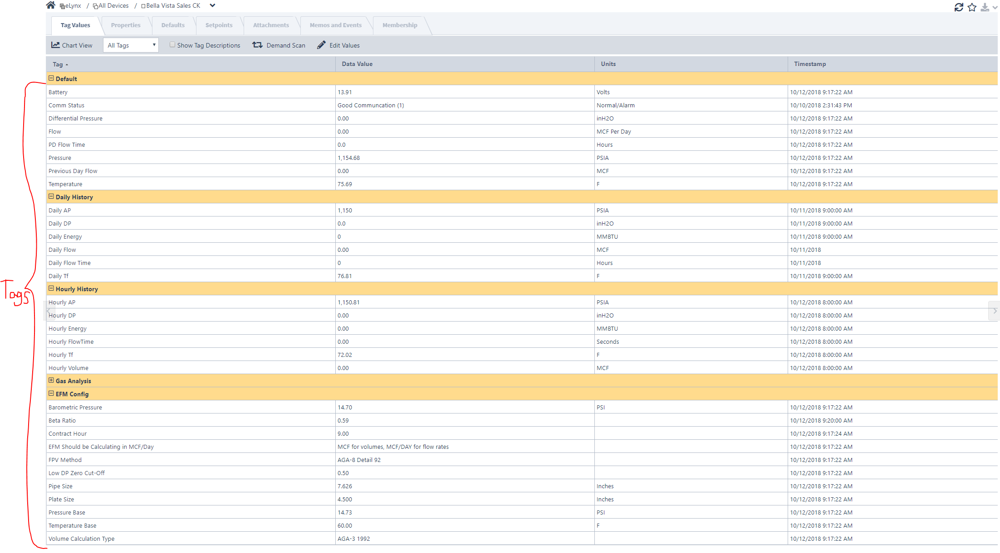 eLynx / All Devices / Bella Vista Sales CK
Tag Values Properties Defaults Setpoints Attachments Memos and Events Membership
Chart View All Tags Show Tag Descriptions Demand Scan Edit Values
Tag Data Value Units Timestamp
Default
Battery 13.91 Volts 10/12/2018 9:17:22 AM
Comm Status Good Communcation (1) Normal/Alarm 10/10/2018 2:31:43 PM
Differential Pressure 0.00 inH2O 10/12/2018 9:17:22 AM
Flow 0.00 MCF Per Day 10/12/2018 9:17:22 AM
PD Flow Time 0.0 Hours 10/12/2018 9:17:22 AM
Pressure 1,154.68 PSIA 10/12/2018 9:17:22 AM
Previous Day Flow 0.00 MCF 10/12/2018 9:17:22 AM
Temperature 75.69 F 10/12/2018 9:17:22 AM
Daily History
Daily AP 1,150 PSIA 10/11/2018 9:00:00 AM
Daily DP 0.0 inH2O 10/11/2018 9:00:00 AM
Daily Energy 0 MMBTU 10/11/2018 9:00:00 AM
Daily Flow 0.00 MCF 10/11/2018
Daily Flow Time 0 Hours 10/11/2018
Daily Tf 76.81 F 10/11/2018 9:00:00 AM
Tags
Hourly History
Hourly AP 1,150.81 PSIA 10/12/2018 8:00:00 AM
Hourly DP 0.00 inH2O 10/12/2018 8:00:00 AM
Hourly Energy 0.00 MMBTU 10/12/2018 8:00:00 AM
Hourly FlowTime 0.00 Seconds 10/12/2018 8:00:00 AM
Hourly Tf 72.02 F 10/12/2018 8:00:00 AM
Hourly Volume 0.00 MCF 10/12/2018 8:00:00 AM
Gas Analysis
EFM Config
Barometric Pressure 14.70 PSI 10/12/2018 9:17:22 AM
Beta Ratio 0.59 10/12/2018 9:20:00 AM
Contract Hour 9.00 10/12/2018 9:17:24 AM
EFM Should be Calculating in MCF/Day MCF for volumes, MCF/DAY for flow rates 10/12/2018 9:17:22 AM
FPV Method AGA-8 Detail 92 10/12/2018 9:17:22 AM
Low DP Zero Cut-Off 0.50 10/12/2018 9:17:22 AM
Pipe Size 7.626 Inches 10/12/2018 9:17:22 AM
Plate Size 4.500 Inches 10/12/2018 9:17:22 AM
Pressure Base 14.73 PSI 10/12/2018 9:17:22 AM
Temperature Base 60.00 F 10/12/2018 9:17:22 AM
Volume Calculation Type AGA-3 1992 10/12/2018 9:17:22 AM